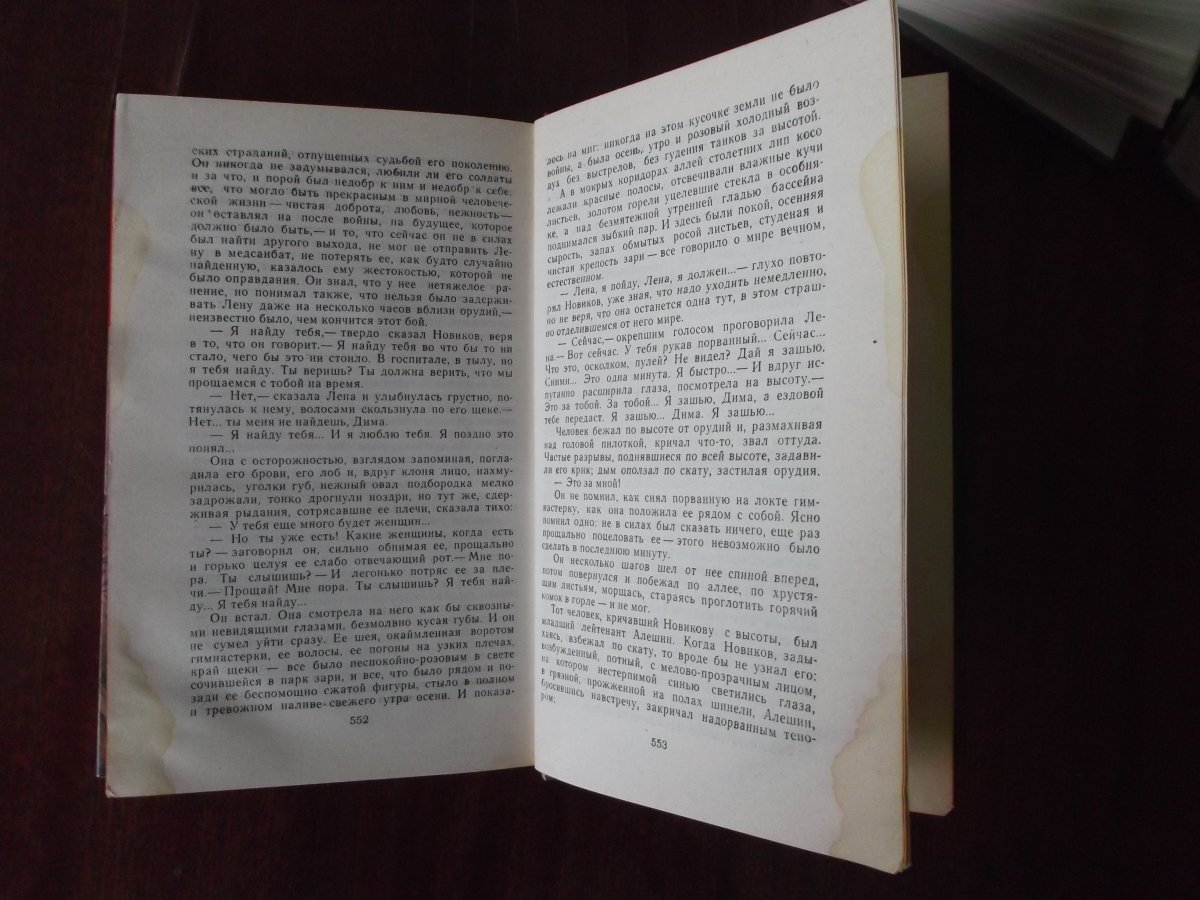 ских страданий, отпущенных судьбой его поколению.
Он никогда не задумывался, любили ли его солдаты
и за что, и порой был недобр к ним и недобр к себе:
все, что могло быть прекрасным в мирной человече-
ской жизни — чистая доброта, любовь, нежность —
он оставлял на после войны, на будущее, которое
должно было быть,— и то, что сейчас он не в силах
был найти другого выхода, не мог не отправить Ле-
ну в медсанбат, не потерять ее, как будто случайно
найденную, казалось ему жестокостью, которой не
было оправдания. Он знал, что у нее нетяжелое ра-
нение, но понимал также, что нельзя было задержи-
вать Лену даже на несколько часов вблизи орудий,—
неизвестно было, чем кончится этот бой.
— Я найду тебя,— твердо сказал Новиков, веря
в то, что он говорит.— Я найду тебя во что бы то ни
стало, чего бы это ни стоило. В госпитале, в тылу, но
я тебя найду. Ты веришь? Ты должна верить, что мы
прощаемся с тобой на время.
— Нет,— сказала Лена и улыбнулась грустно, по-
тянулась к нему, волосами скользнула по его щеке.—
Нет... ты меня не найдешь, Дима.
— Я найду тебя... И я люблю тебя. Я поздно это
понял...
Она с осторожностью, взглядом запоминая, погла-
дила его брови, его лоб и, вдруг клоня лицо, нахму-
рилась, уголки губ, нежный овал подбородка мелко
задрожали, тонко дрогнули ноздри, но тут же, сдер-
живая рыдания, сотрясавшие ее плечи, сказала тихо:
— У тебя еще много будет женщин...
— Но ты уже есть! Какие женщины, когда есть
ты? — заговорил он, сильно обнимая ее, прощально
и горько целуя ее слабо отвечающий рот.— Мне по-
ра. Ты слышишь? — И легонько потряс ее за пле-
чи.— Прощай! Мне пора. Ты слышишь? Я тебя най-
ду... Я тебя найду...
Он встал. Она смотрела на него как бы сквозны-
ми невидящими глазами, безмолвно кусая губы. И он
не сумел уйти сразу. Ее шея, окаймленная воротом
гимнастерки, ее волосы, ее погоны на узких плечах,
край щеки — все было неспокойно-розовым в свете
сочившейся в парк зари, и все, что было рядом и по-
зади ее беспомощно сжатой фигуры, стыло в полном
и тревожном наливе свежего утра осени. И показа-
552
лось на миг: никогда на этом кусочке земли не было
войны, а была осень, утро и розовый холодный воз-
дух без выстрелов, без гудения танков за высотой.
А в мокрых коридорах аллей столетних лип косо
лежали красные полосы, отсвечивали влажные кучи
листьев, золотом горели уцелевшие стекла в особня-
ке, а над безмятежной утренней гладью бассейна
поднимался зыбкий пар. И здесь были покой, осенняя
сырость, запах обмытых росой листьев, студеная и
чистая крепость зари — все говорило о мире вечном,
естественном.
— Лена, я пойду, Лена, я должен...— глухо повто-
рял Новиков, уже зная, что надо уходить немедленно,
но не веря, что она останется одна тут, в этом страш-
но отделившемся от него мире.
— Сейчас,— окрепшим голосом проговорила Ле-
на.— Вот сейчас. У тебя рукав порванный... Сейчас...
Что это, осколком, пулей? Не видел? Дай я зашью.
Сними... Это одна минута. Я быстро...— И вдруг ис-
пуганно расширила глаза, посмотрела на высоту.—
Это за тобой. За тобой... Я зашью, Дима, а ездовой
тебе передаст. Я зашью... Дима. Я зашью...
Человек бежал по высоте от орудий и, размахивая
над головой пилоткой, кричал что-то, звал оттуда.
Частые разрывы, поднявшиеся по всей высоте, задави-
ли его крик; дым оползал по скату, застилая орудия.
— Это за мной!
Он не помнил, как снял порванную на локте гим-
настерку, как она положила ее рядом с собой. Ясно
помнил одно: не в силах был сказать ничего, еще раз
прощально поцеловать ее — этого невозможно было
сделать в последнюю минуту.
Он несколько шагов шел от нее спиной вперед,
потом повернулся и побежал по аллее, по хрустя-
щим листьям, морщась, стараясь проглотить горячий
комок в горле — и не мог.
Тот человек, кричавший Новикову с высоты, был
младший лейтенант Алешин. Когда Новиков, зады-
хаясь, взбежал по скату, то вроде бы не узнал его:
возбужденный, потный, с мелово-прозрачным лицом,
на котором нестерпимой синью светились глаза,
в грязной, прожженной на полах шинели, Алешин,
бросившись навстречу, закричал надорванным тено-
ром:
553